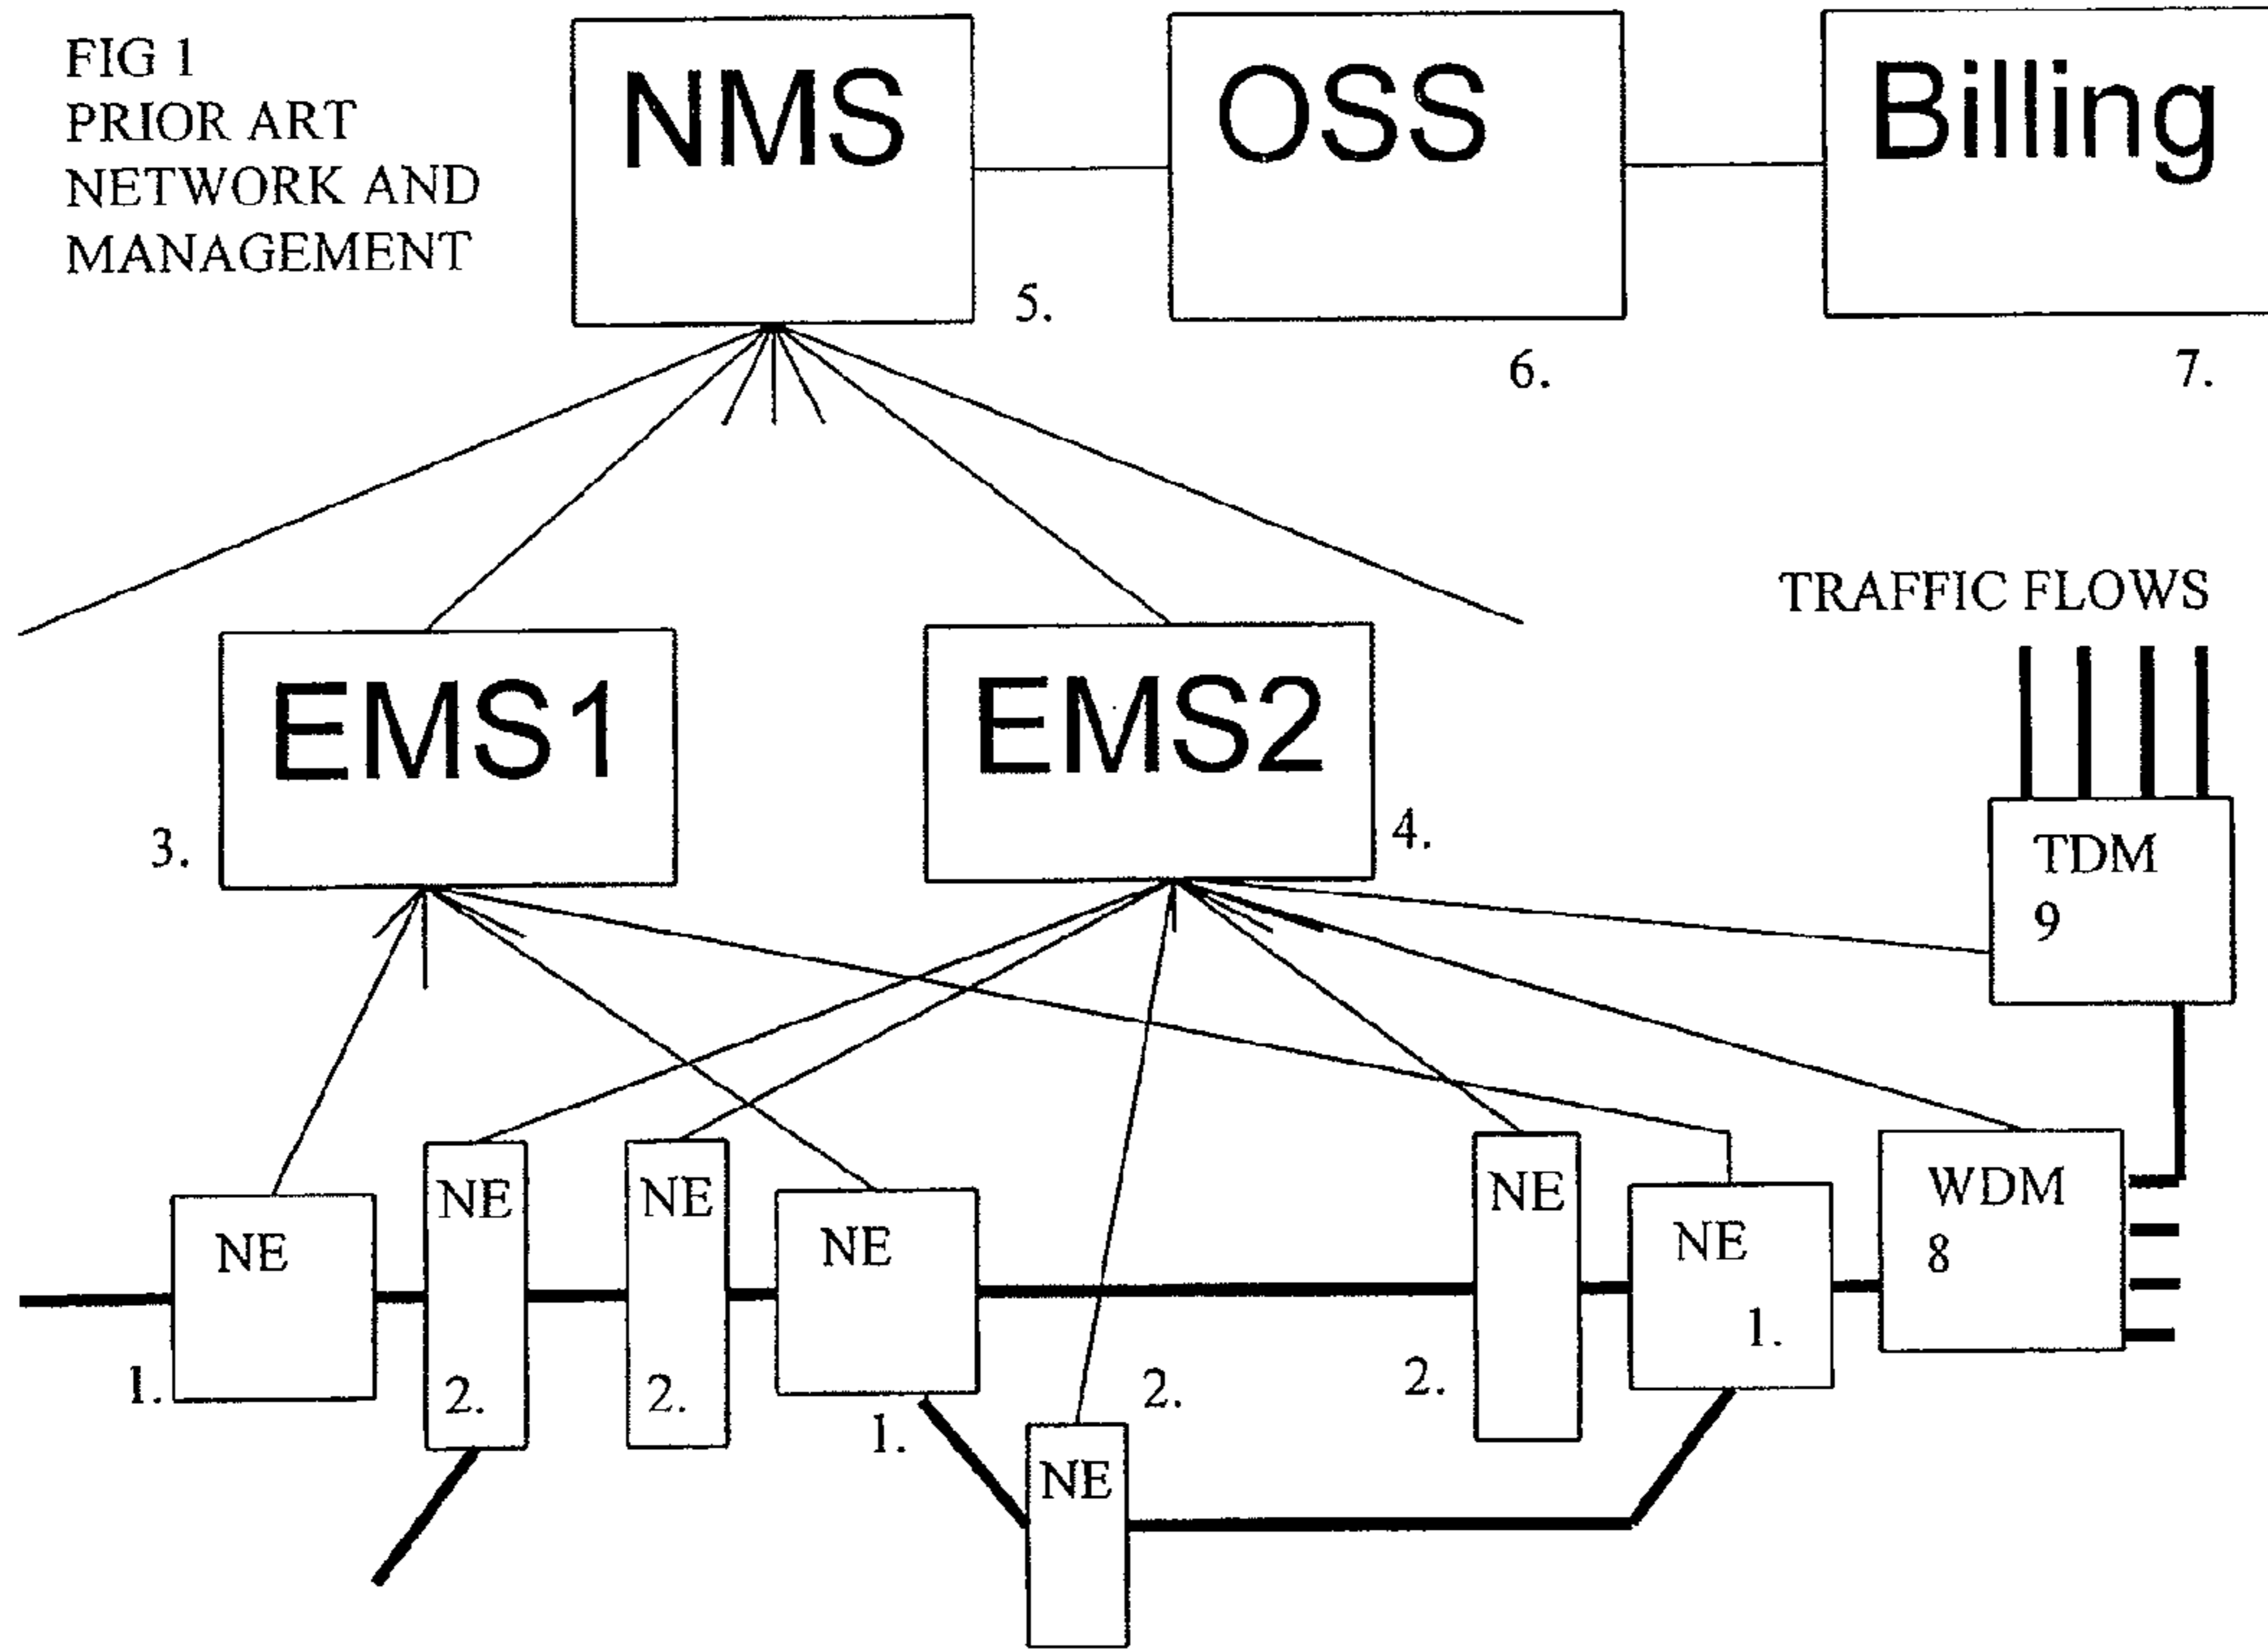 FIG 1
PRIOR ART
NETWORK AND
MANAGEMENT
NMS
OSS
Billing
5.
6.
7.
TRAFFIC FLOWS
EMS1
EMS2
3.
4.
TDM
9
NE
NE
NE
NE
NE
NE
WDM
8
1.
2.
2.
1.
2.
2.
1.
NE